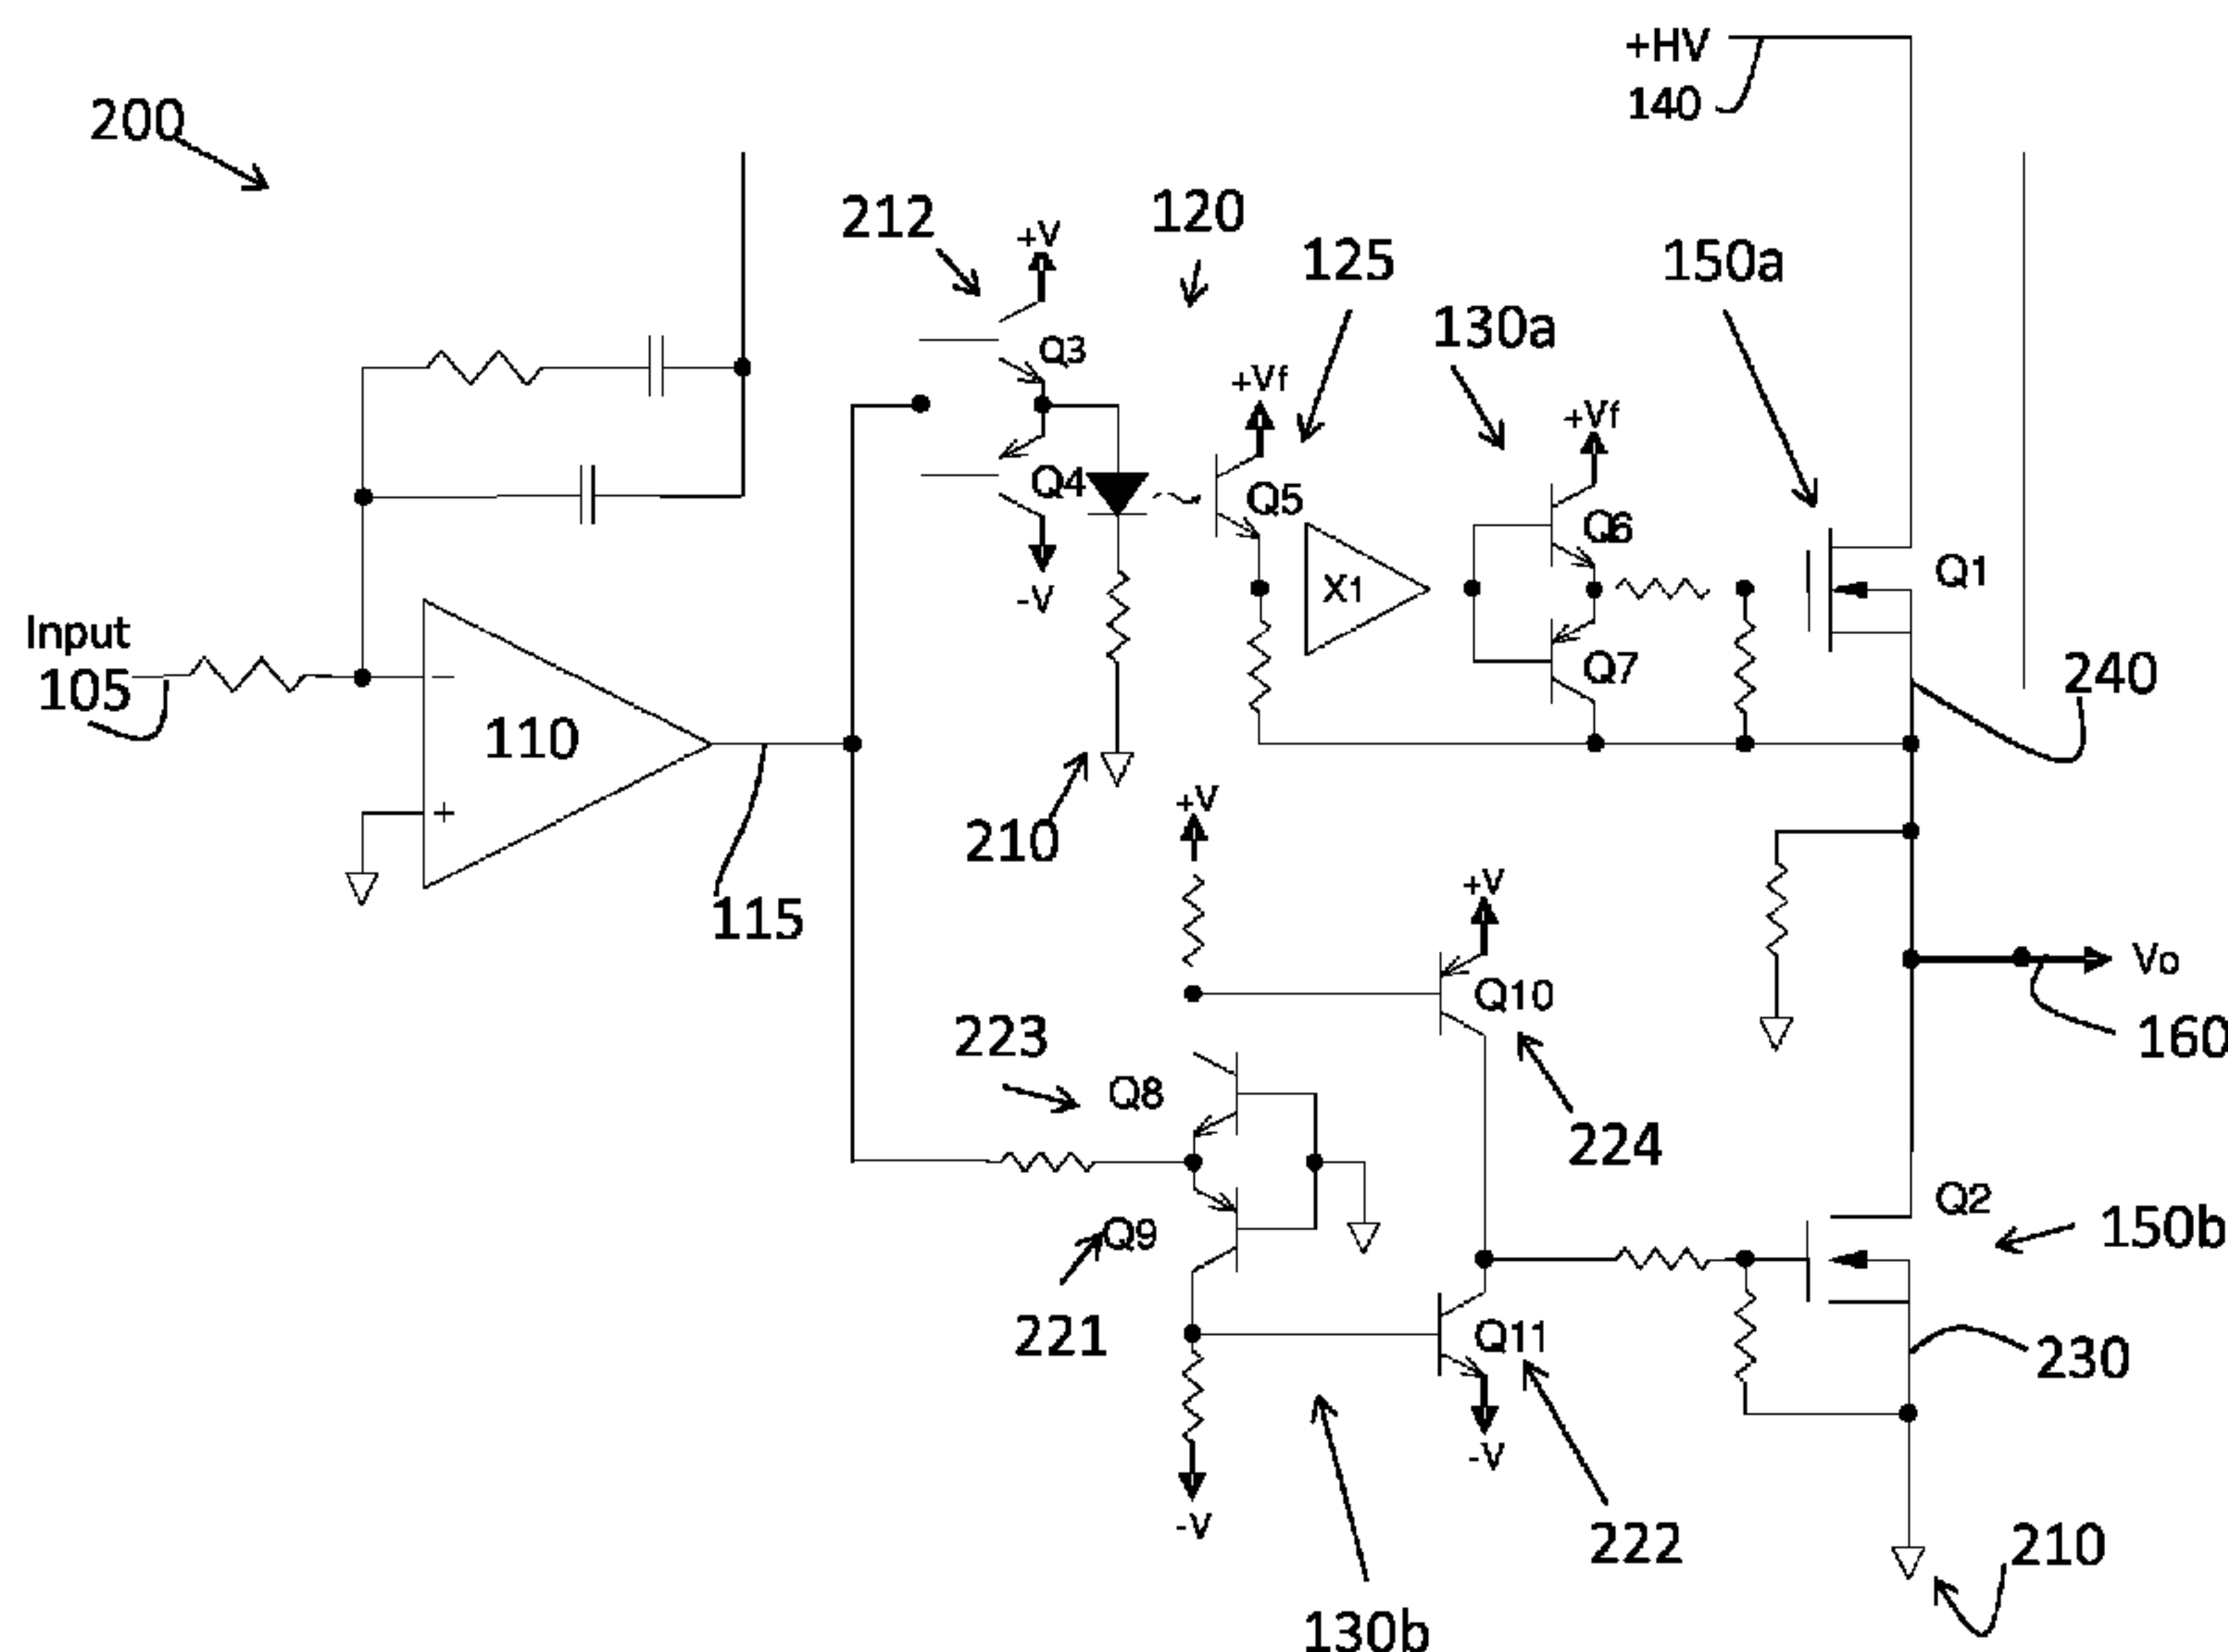 +HV
140
200
212
+V
120
125
150a
130a
Q3
+Vf
+Vf
Q4
Q5
Q6
Q1
X1
-V
Input
105
−
110
+
Q7
240
210
115
+V
+V
Q10
Vo
160
223
Q8
224
Q9
221
Q2
150b
Q11
222
230
-V
-V
130b
210